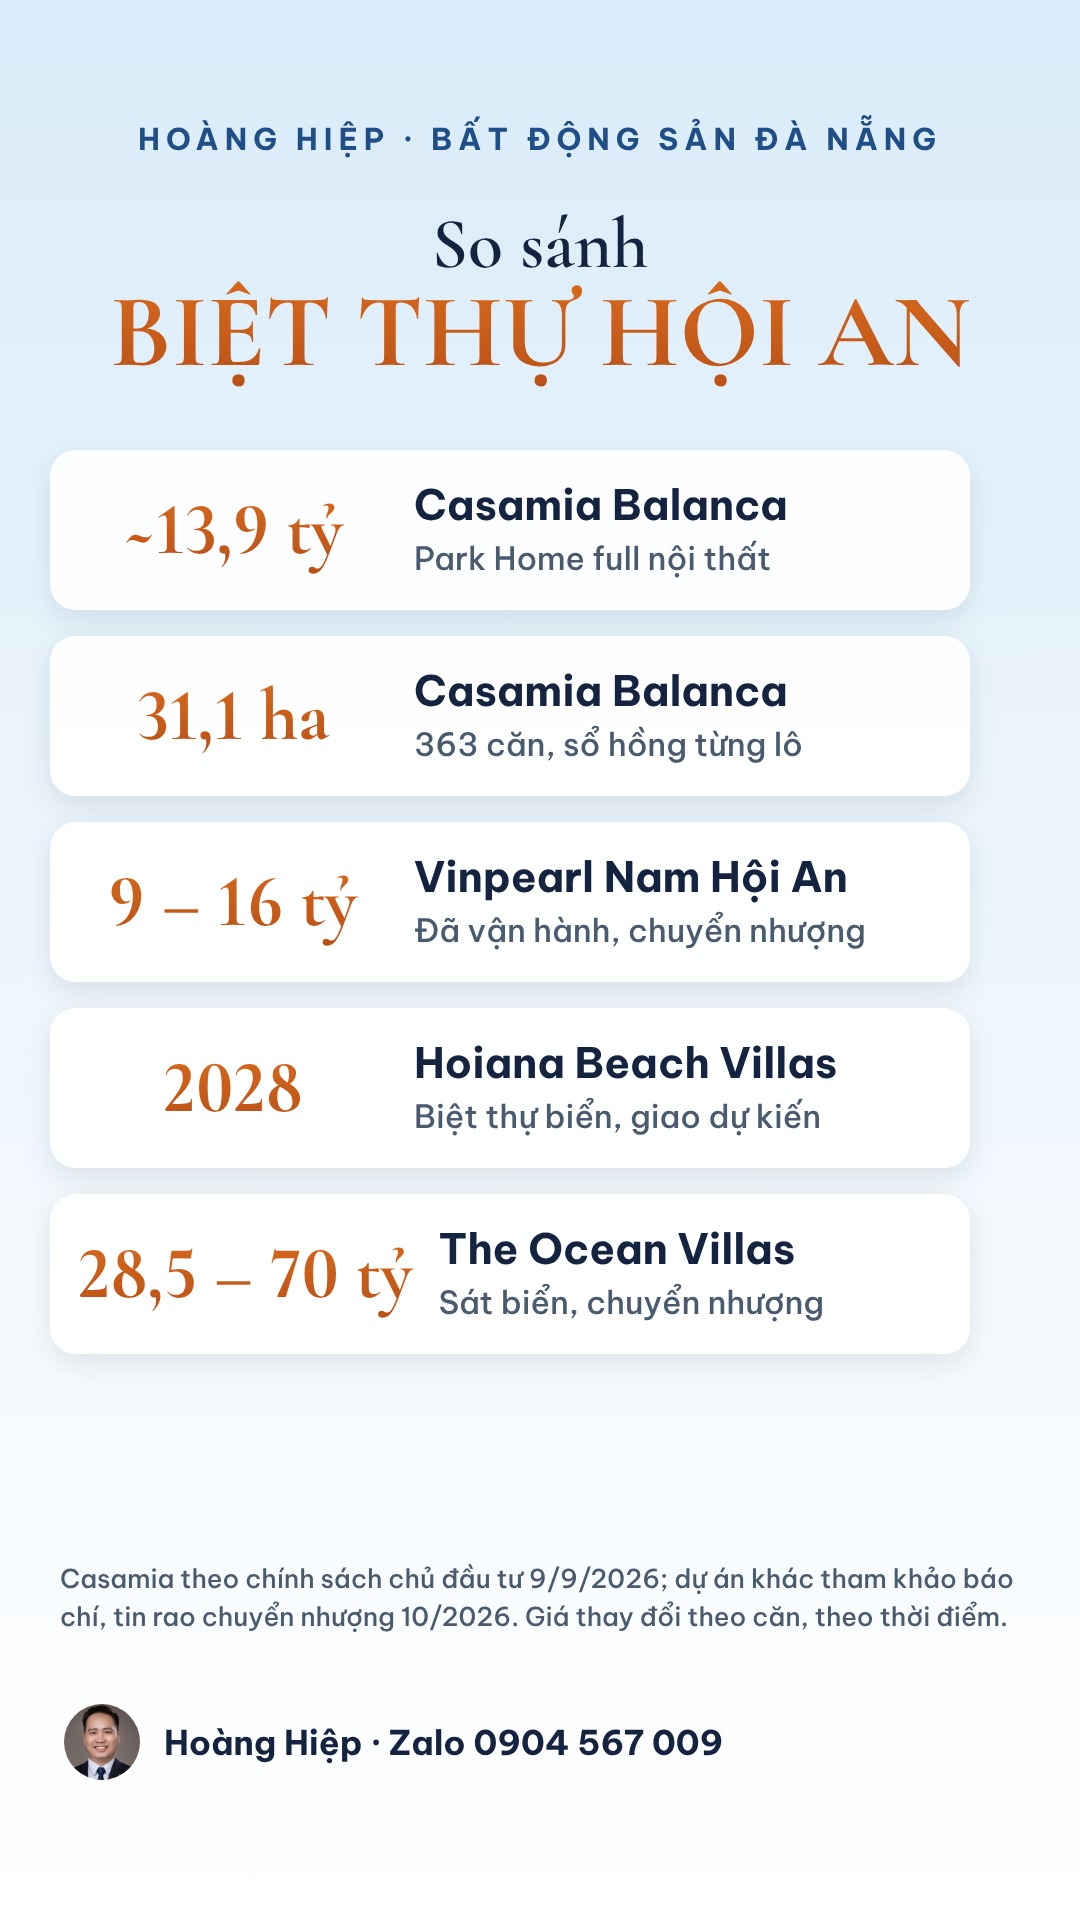 HOÀNG HIỆP · BẤT ĐỘNG SẢN ĐÀ NẴNG
So sánh
BIỆT THỰ HỘI AN
~13,9 tỷ
Casamia Balanca
Park Home full nội thất
31,1 ha
Casamia Balanca
363 căn, sổ hồng từng lô
9 – 16 tỷ
Vinpearl Nam Hội An
Đã vận hành, chuyển nhượng
2028
Hoiana Beach Villas
Biệt thự biển, giao dự kiến
28,5 – 70 tỷ
The Ocean Villas
Sát biển, chuyển nhượng
Casamia theo chính sách chủ đầu tư 9/9/2026; dự án khác tham khảo báo
chí, tin rao chuyển nhượng 10/2026. Giá thay đổi theo căn, theo thời điểm.
Hoàng Hiệp · Zalo 0904 567 009